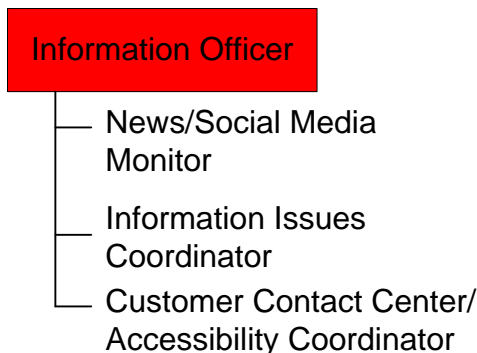 Information Officer
News/Social Media
Monitor
Information Issues
Coordinator
Customer Contact Center/
Accessibility Coordinator